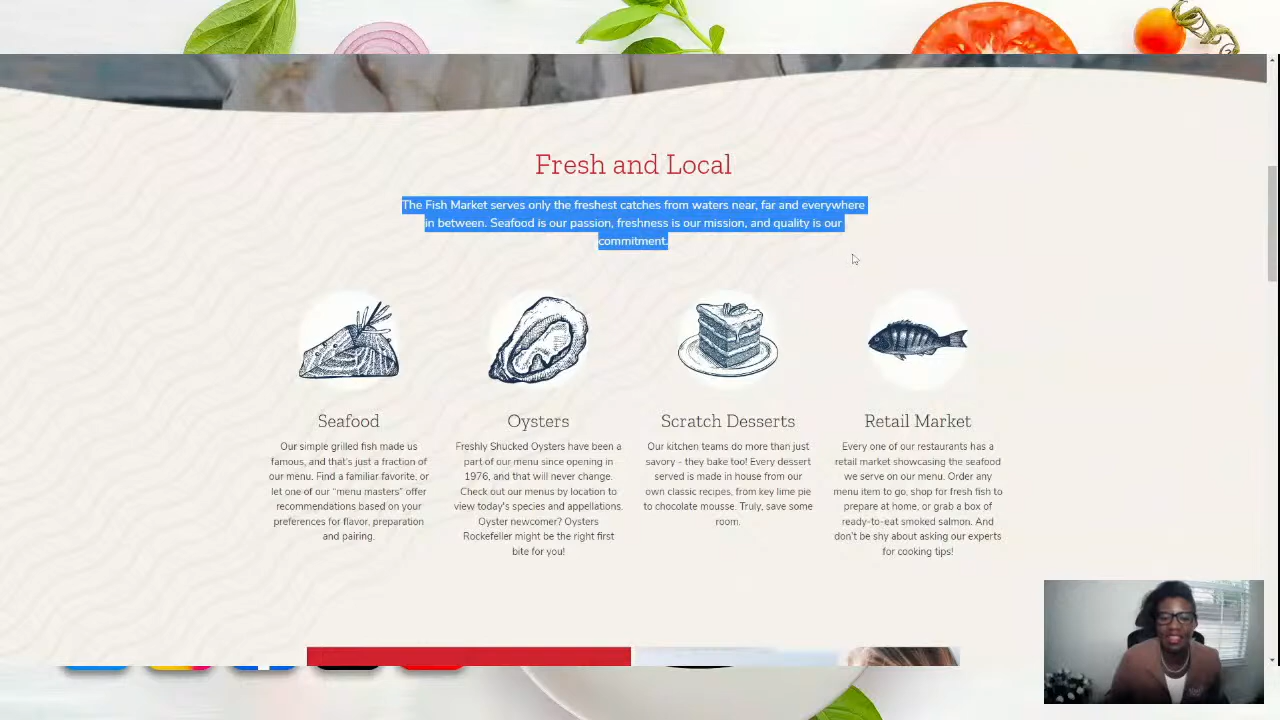 Fresh and Local
The Fish Market serves only the freshest catches from waters near, far and everywhere
in between. Seafood is our passion, freshness is our mission, and quality is our
commitment.
Seafood
Our simple grilled fish made us
famous, and that's just a fraction of
our menu. Find a familiar favorite, or
let one of our "menu masters" offer
recommendations based on your
preferences for flavor, preparation
and pairing.
Oysters
Freshly Shucked Oysters have been a
part of our menu since opening in
1976, and that will never change.
Check out our menus by location to
view today's species and appellations.
Oyster newcomer? Oysters
Rockefeller might be the right first
bite for you!
Scratch Desserts
Our kitchen teams do more than just
savory - they bake too! Every dessert
served is made in house from our
own classic recipes, from key lime pie
to chocolate mousse. Truly, save some
room.
Retail Market
Every one of our restaurants has a
retail market showcasing the seafood
we serve on our menu. Order any
menu item to go, shop for fresh fish to
prepare at home, or grab a box of
ready-to-eat smoked salmon. And
don't be shy about asking our experts
for cooking tips!